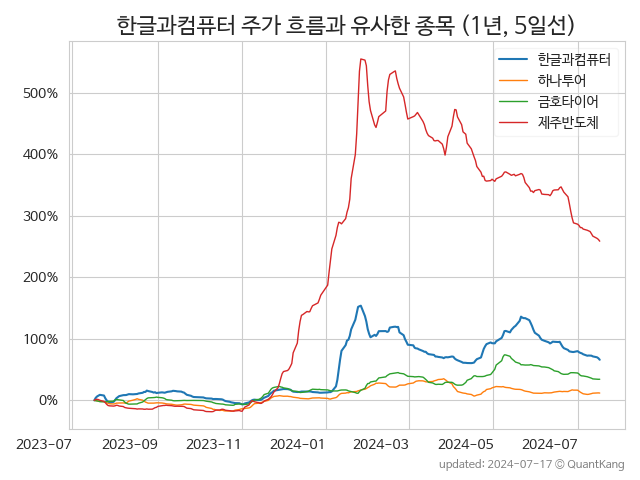 한글과컴퓨터 주가 흐름과 유사한 종목 (1년, 5일선)
한글과컴퓨터
하나투어
금호타이어
제주반도체
500%
400%
300%
200%
100%
0%
2023-07 2023-09 2023-11 2024-01 2024-03 2024-05 2024-07
updated: 2024-07-17 © QuantKang